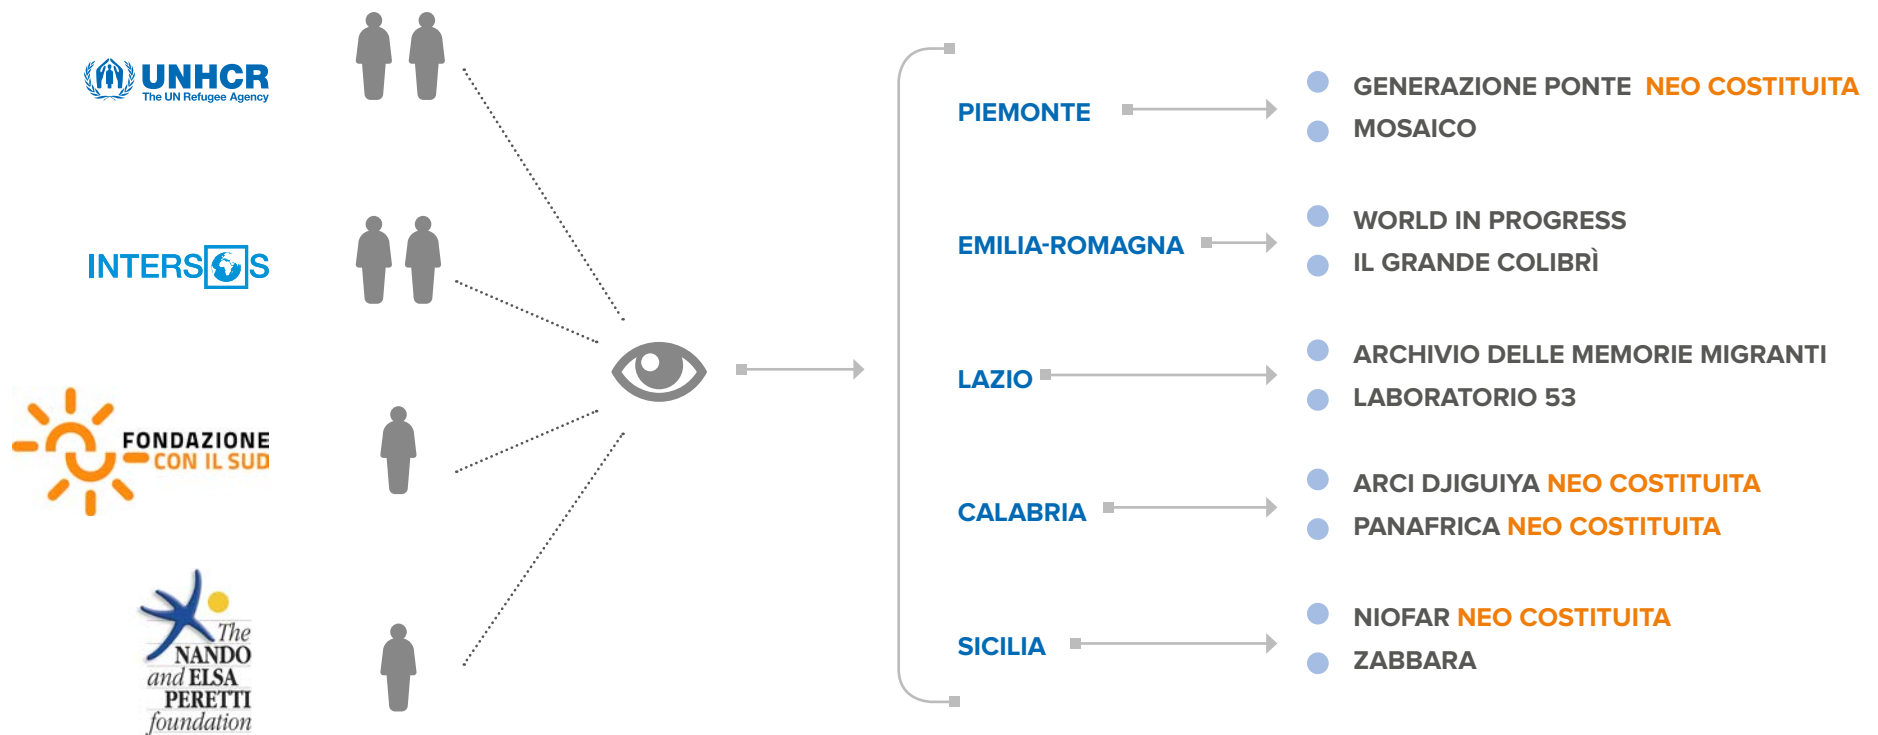 UNHCR
The UN Refugee Agency
INTERSOS
FONDAZIONE
CON IL SUD
The
NANDO
and ELSA
PERETTI
foundation
PIEMONTE
GENERAZIONE PONTE NEO COSTITUITA
MOSAICO
EMILIA-ROMAGNA
WORLD IN PROGRESS
IL GRANDE COLIBRÌ
LAZIO
ARCHIVIO DELLE MEMORIE MIGRANTI
LABORATORIO 53
CALABRIA
ARCI DJIGUIYA NEO COSTITUITA
PANAFRICA NEO COSTITUITA
SICILIA
NIOFAR NEO COSTITUITA
ZABBARA